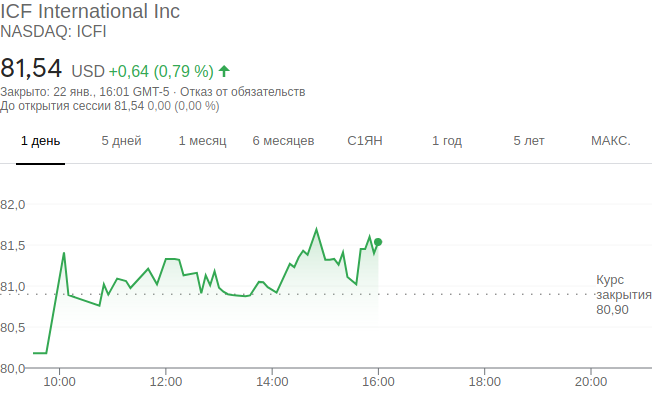 ICF International Inc
NASDAQ: ICFI
81,54 USD +0,64 (0,79 %)
Закрыто: 22 янв., 16:01 GMT-5 · Отказ от обязательств
До открытия сессии 81,54 0,00 (0,00 %)
1 день 5 дней 1 месяц 6 месяцев С1ЯН 1 год 5 лет МАКС.
82,0
81,5
81,0
Курс
закрытия
80,90
80,5
80,0
10:00 12:00 14:00 16:00 18:00 20:00